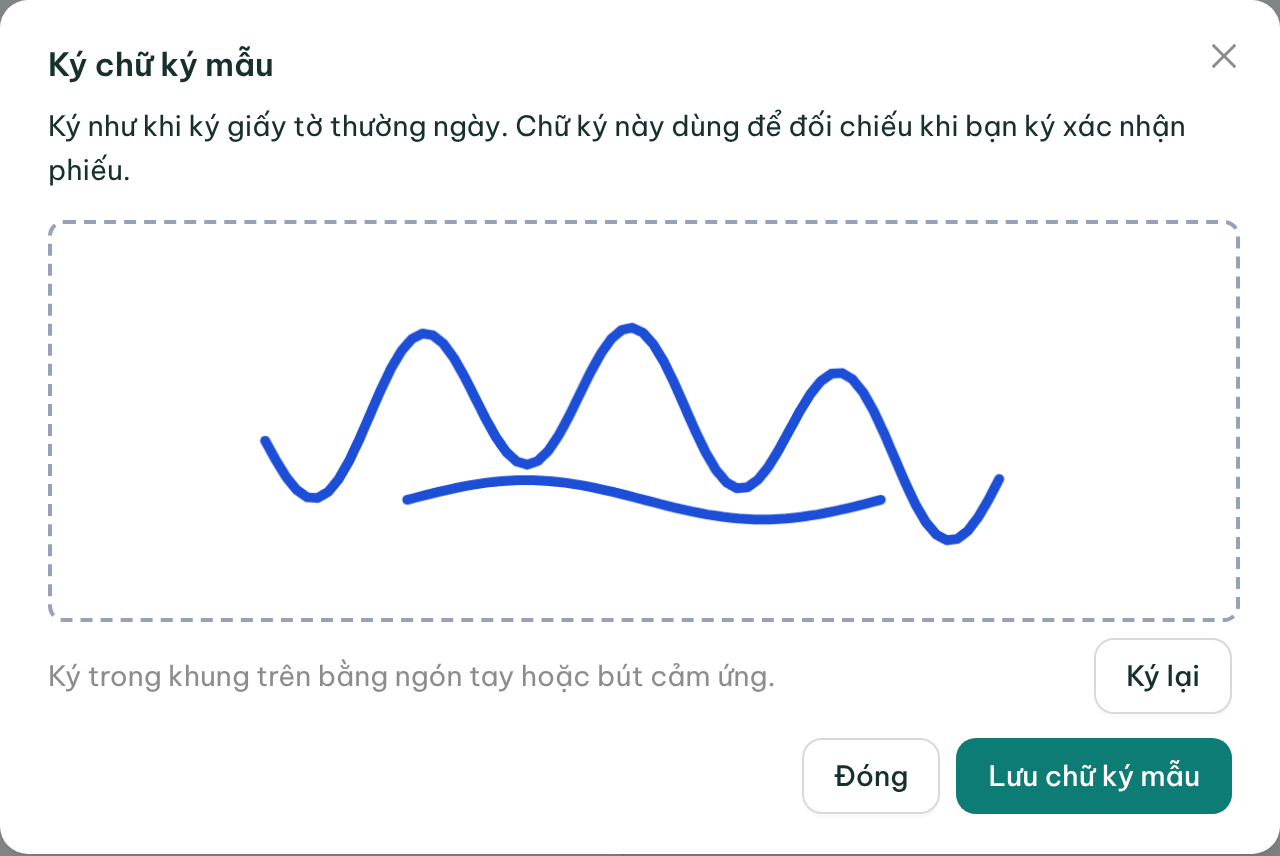 Ký chữ ký mẫu
Ký như khi ký giấy tờ thường ngày. Chữ ký này dùng để đối chiếu khi bạn ký xác nhận
phiếu.
Ký trong khung trên bằng ngón tay hoặc bút cảm ứng.
Ký lại
Đóng
Lưu chữ ký mẫu